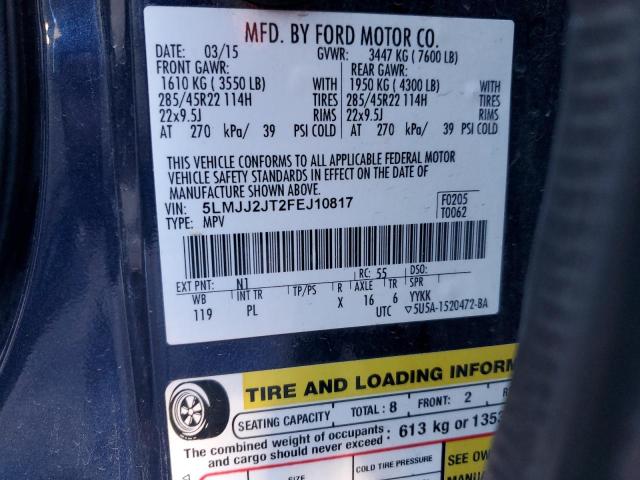 MFD. BY FORD MOTOR CO.
DATE: 03/15 GVWR: 3447 KG ( 7600 LB)
FRONT GAWR: REAR GAWR:
1610 KG ( 3550 LB) WITH 1950 KG ( 4300 LB) WITH
285/45R22 114H TIRES 285/45R22 114H TIRES
22x9.5J RIMS 22x9.5J RIMS
AT 270 kPa/ 39 PSI COLD AT 270 kPa/ 39 PSI COLD
THIS VEHICLE CONFORMS TO ALL APPLICABLE FEDERAL MOTOR
VEHICLE SAFETY STANDARDS IN EFFECT ON THE DATE OF
MANUFACTURE SHOWN ABOVE.
VIN: 5LMJJ2JT2FEJ10817 F0205
TYPE: MPV T0062
EXT PNT: N1 RC: 55 DSO:
WB INT TR TP/PS R AXLE TR SPR
119 PL X 16 6 YYKK
UTC ▽5U5A-1520472-BA
TIRE AND LOADING
SEATING CAPACITY TOTAL: 8 FRONT: 2
The combined weight of occupants and cargo should never exceed: 613 kg or
COLD TIRE PRESSURE